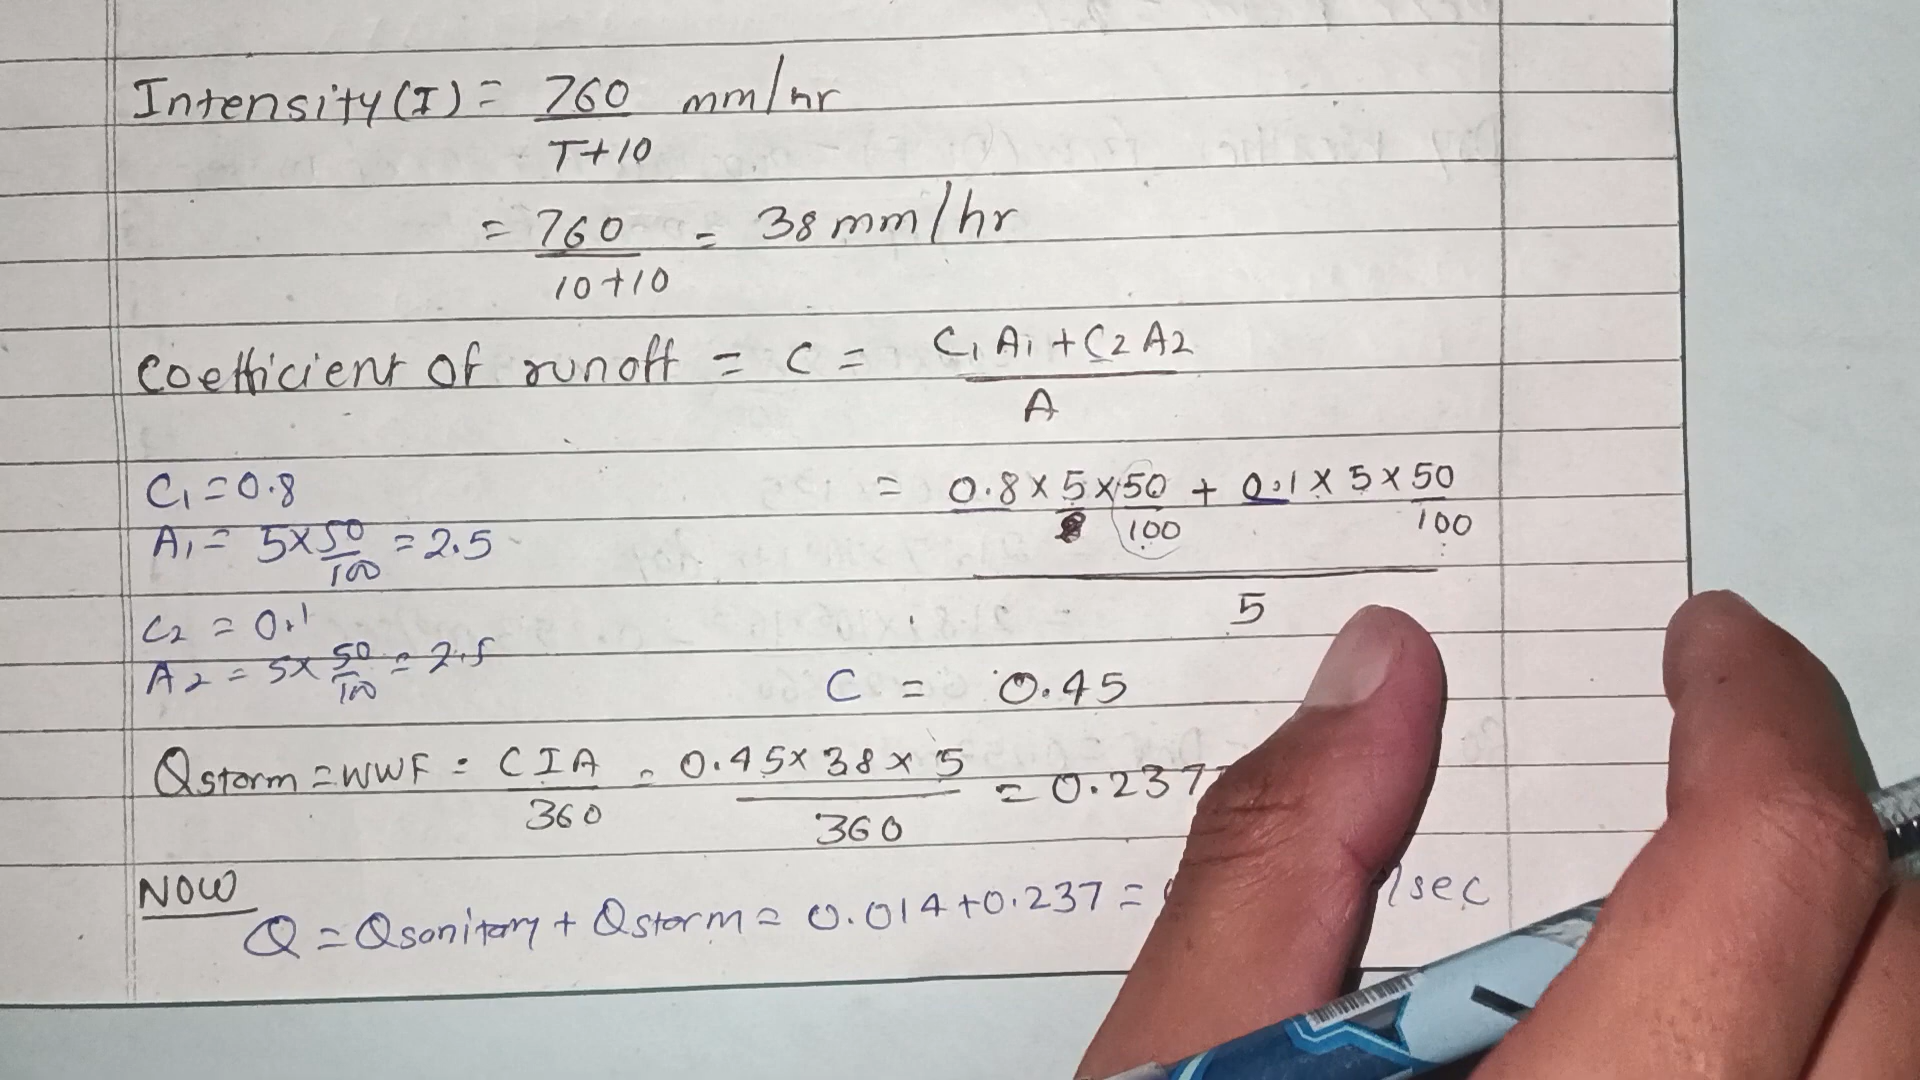 Intensity(I) = 760 mm/hr
T+10
= 760 = 38 mm/hr
10+10
Coefficient of runoff = C = C1 A1 + C2 A2
A
C1 = 0.8
= 0.8 × 5 × 50 + 0.1 × 5 × 50
100 100
A1 = 5×50 = 2.5
100
5
C2 = 0.1
A2 = 5× 50 = 2.5
100
C = 0.45
Qstorm = WWF = CIA = 0.45 × 38 × 5 = 0.237
360 360
NOW
Q = Qsanitary + Qstorm = 0.014 + 0.237 = /sec